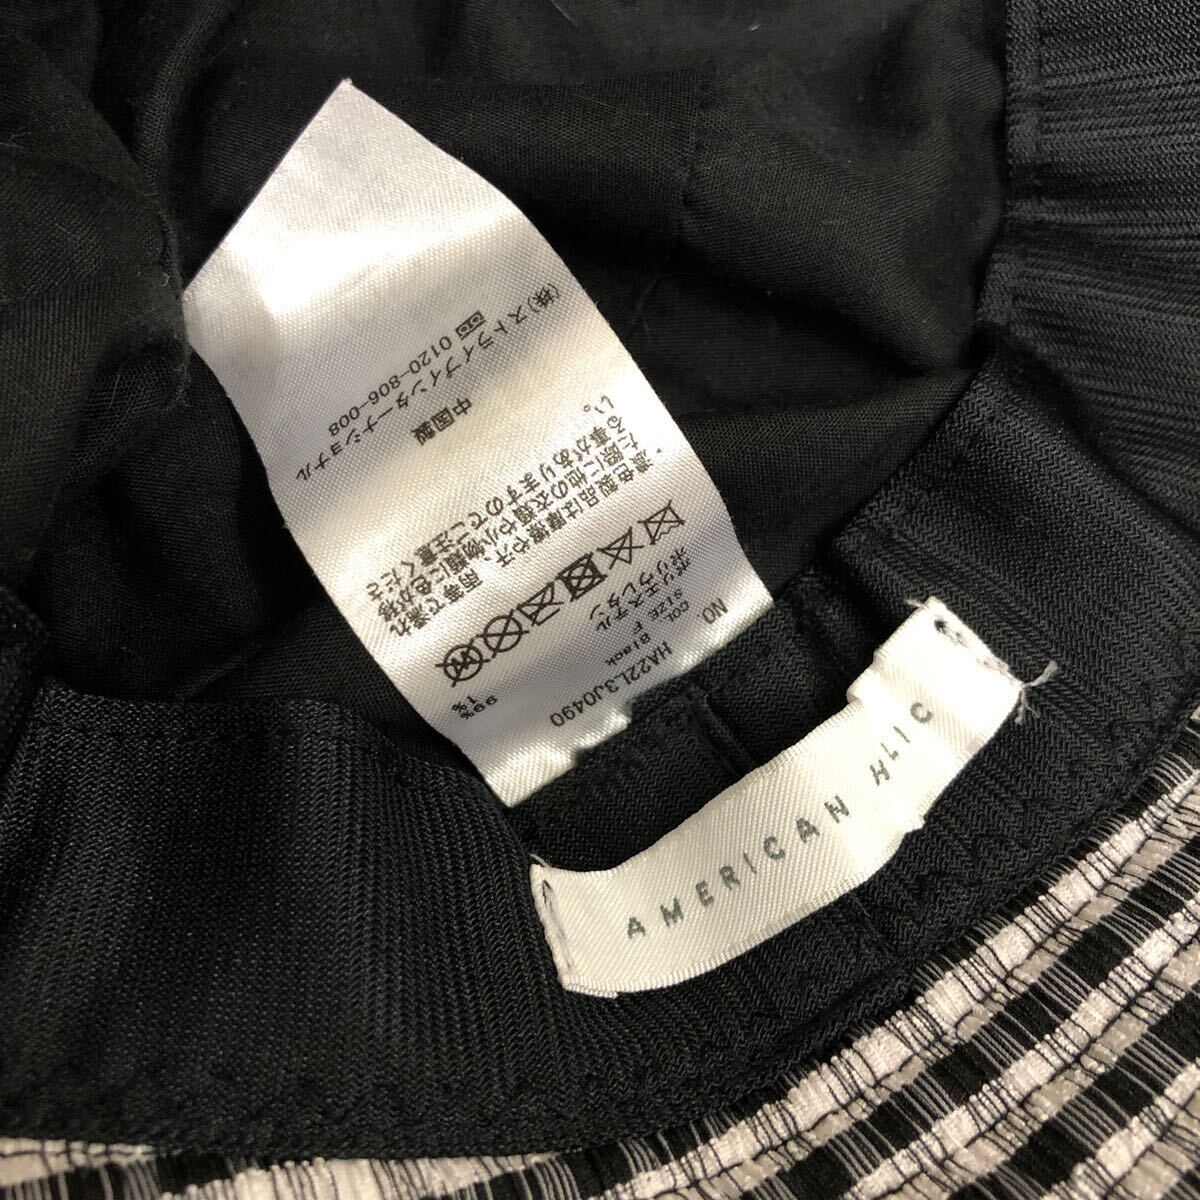 NO HA22L3J0490
COL Black
SIZE F
ポリエステル 99%
ポリウレタン 1%
W
濃色製品は摩擦や汗、雨等で濡れ
た際に他の衣類や小物類に色が移
る事がありますのでご注意くださ
い。
中国製
(株)ストライプインターナショナル
0120-806-008
AMERICAN HLIC